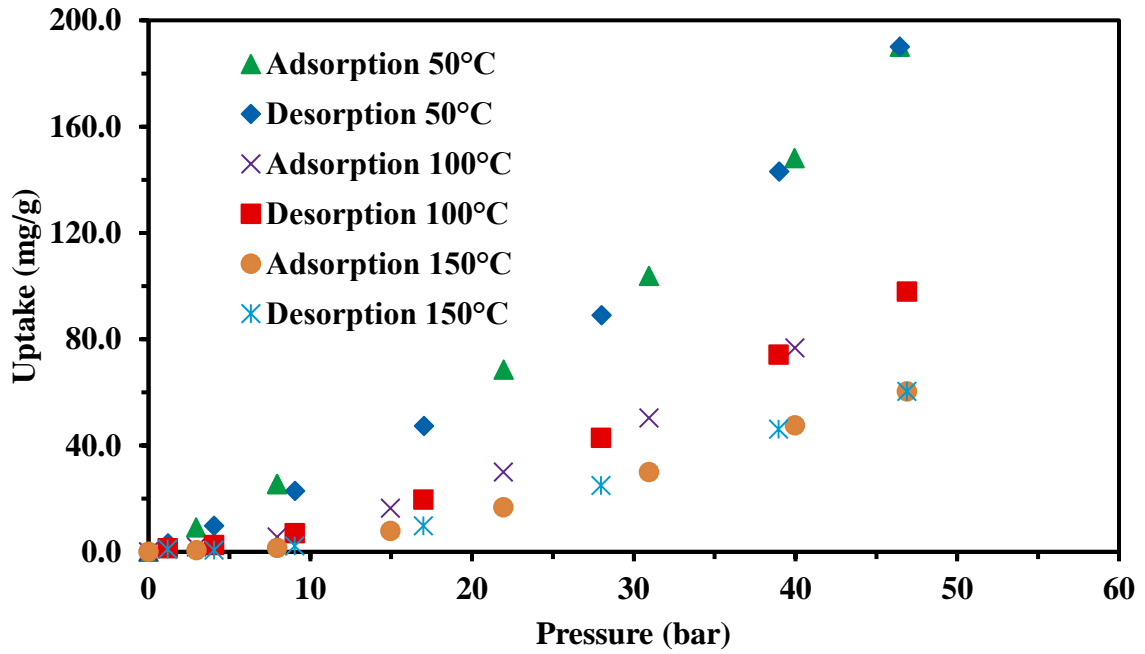 200.0
160.0
120.0
80.0
40.0
0.0
Uptake (mg/g)
Adsorption 50°C
Desorption 50°C
Adsorption 100°C
Desorption 100°C
Adsorption 150°C
Desorption 150°C
0 10 20 30 40 50 60
Pressure (bar)